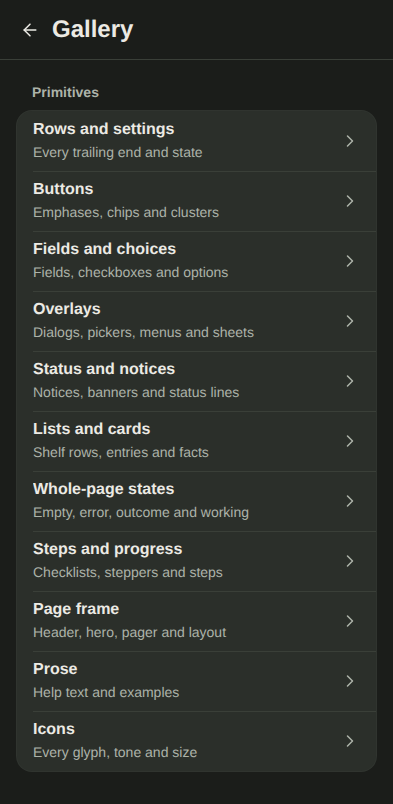 Gallery
Primitives
Rows and settings
Every trailing end and state
Buttons
Emphases, chips and clusters
Fields and choices
Fields, checkboxes and options
Overlays
Dialogs, pickers, menus and sheets
Status and notices
Notices, banners and status lines
Lists and cards
Shelf rows, entries and facts
Whole-page states
Empty, error, outcome and working
Steps and progress
Checklists, steppers and steps
Page frame
Header, hero, pager and layout
Prose
Help text and examples
Icons
Every glyph, tone and size